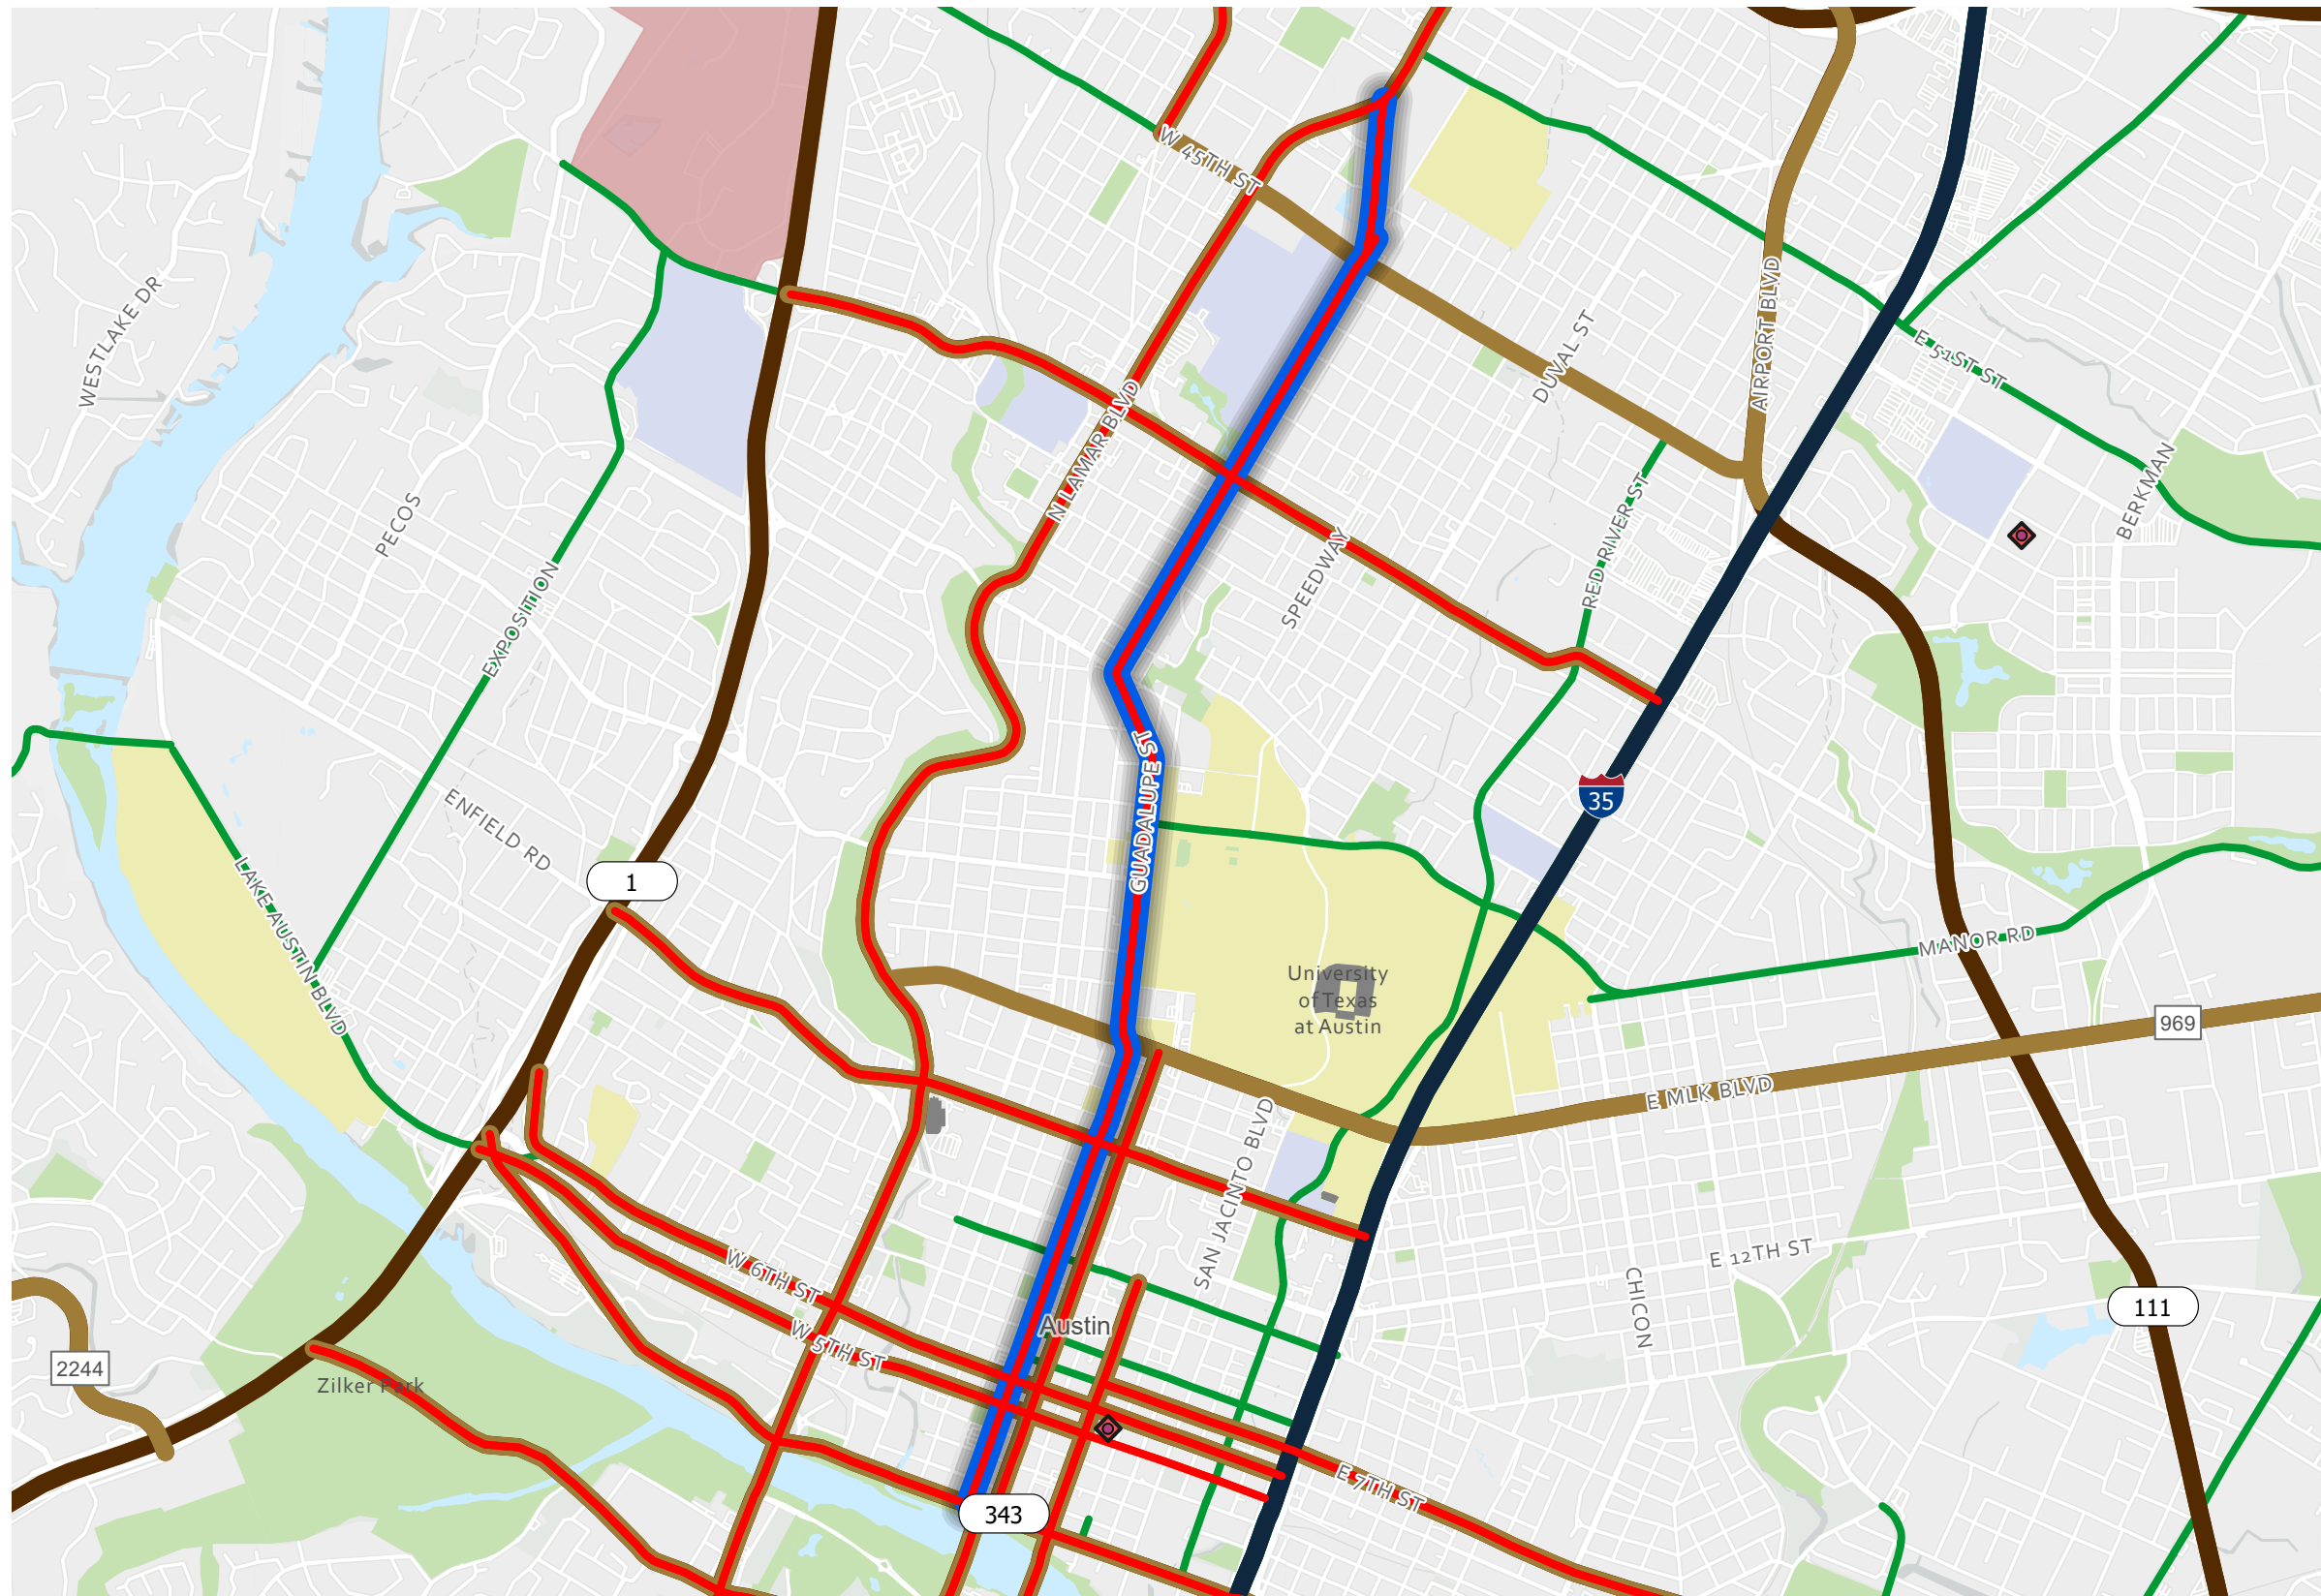 W 45TH ST
WESTLAKE DR
AIRPORT BLVD
DUVAL ST
E 51ST ST
N LAMAR BLVD
PECOS
BERKMAN
RED RIVER ST
SPEEDWAY
EXPOSITION
GUADALUPE ST
35
ENFIELD RD
1
LAKE AUSTIN BLVD
MANOR RD
University
of Texas
at Austin
969
E MLK BLVD
SAN JACINTO BLVD
E 12TH ST
W 6TH ST
CHICON
111
Austin
W 5TH ST
2244
Zilker Park
E 7TH ST
343